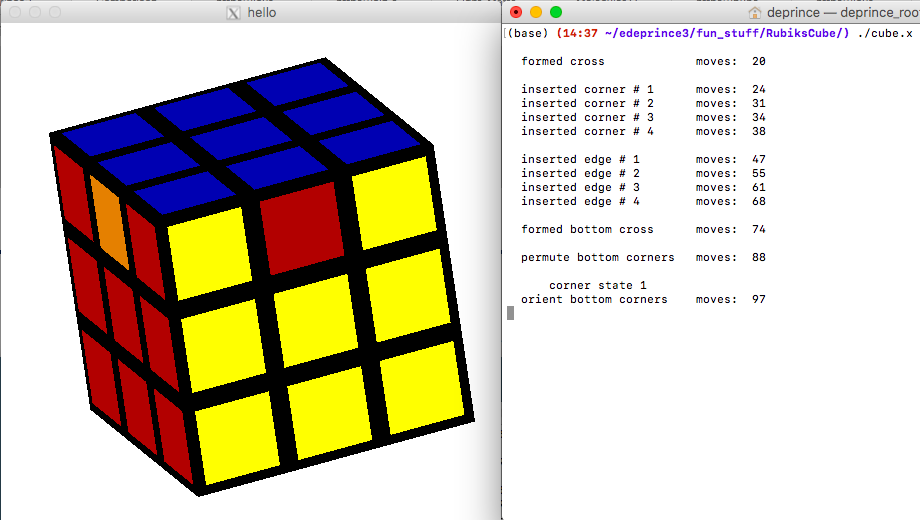 hello
deprince — deprince_root
(base) (14:37 ~/edeprince3/fun_stuff/RubiksCube/) ./cube.x
formed cross moves: 20
inserted corner # 1 moves: 24
inserted corner # 2 moves: 31
inserted corner # 3 moves: 34
inserted corner # 4 moves: 38
inserted edge # 1 moves: 47
inserted edge # 2 moves: 55
inserted edge # 3 moves: 61
inserted edge # 4 moves: 68
formed bottom cross moves: 74
permute bottom corners moves: 88
corner state 1
orient bottom corners moves: 97